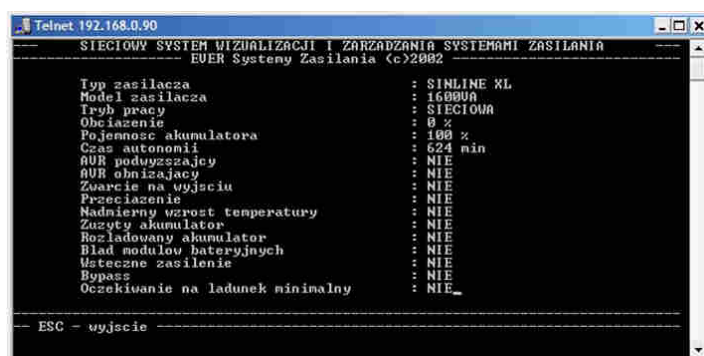 Telnet 192.168.0.90
SIECIOWY SYSTEM WIZUALIZACJI I ZARZADZANIA SYSTEMAMI ZASILANIA
EVER Systemy Zasilania (c)2002
Typ zasilacza : SINLINE XL
Model zasilacza : 1600VA
Tryb pracy : SIECIOWA
Obciazenie : 0 %
Pojemnosc akumulatora : 100 %
Czas autonomii : 624 min
AVR podwyzszajcy : NIE
AVR obnizajacy : NIE
Zwarcie na wyjsciu : NIE
Przeciazenie : NIE
Nadmierny wzrost temperatury : NIE
Zuzyty akumulator : NIE
Rozladowany akumulator : NIE
Blad modulow bateryjnych : NIE
Wsteczne zasilenie : NIE
Bypass : NIE
Oczekiwanie na ladunek minimalny : NIE_
ESC - wyjscie